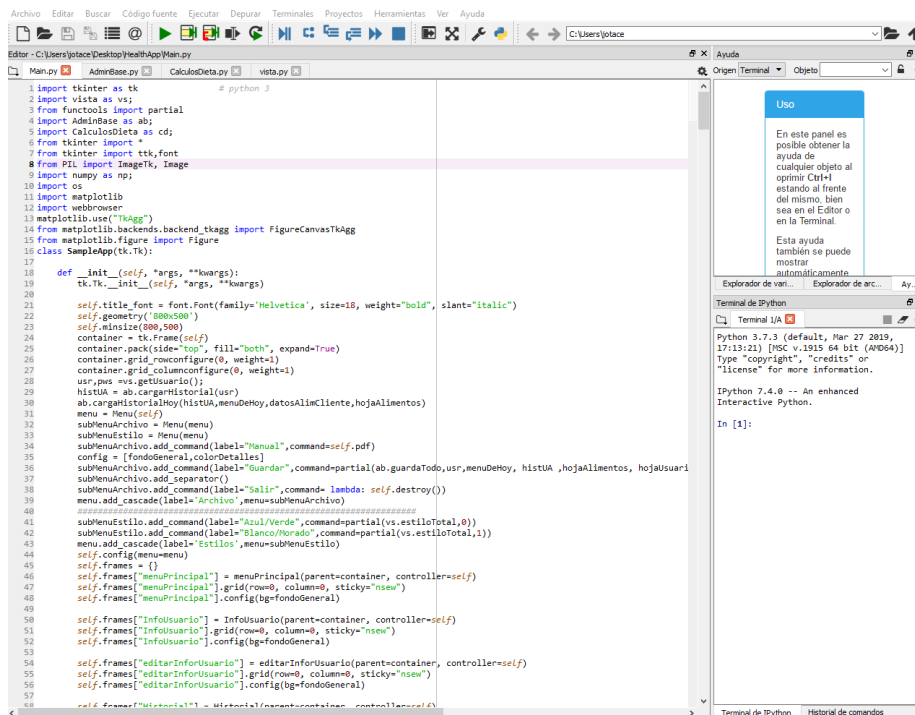 Archivo Editar Buscar Código fuente Ejecutar Depurar Terminales Proyectos Herramientas Ver Ayuda
C:\Users\jotace
Editor - C:\Users\jotace\Desktop\HealthApp\Main.py
Main.py AdminBase.py CalculosDieta.py vista.py
1 import tkinter as tk # python 3
2 import vista as vs;
3 from functools import partial
4 import AdminBase as ab;
5 import CalculosDieta as cd;
6 from tkinter import *
7 from tkinter import ttk,font
8 from PIL import ImageTk, Image
9 import numpy as np;
10 import os
11 import matplotlib
12 import webbrowser
13 matplotlib.use("TkAgg")
14 from matplotlib.backends.backend_tkagg import FigureCanvasTkAgg
15 from matplotlib.figure import Figure
16 class SampleApp(tk.Tk):
17
18 def __init__(self, *args, **kwargs):
19 tk.Tk.__init__(self, *args, **kwargs)
20
21 self.title_font = font.Font(family='Helvetica', size=18, weight="bold", slant="italic")
22 self.geometry('800x500')
23 self.minsize(800,500)
24 container = tk.Frame(self)
25 container.pack(side="top", fill="both", expand=True)
26 container.grid_rowconfigure(0, weight=1)
27 container.grid_columnconfigure(0, weight=1)
28 usr,pws =vs.getUsuario();
29 histUA = ab.cargarHistorial(usr)
30 ab.cargaHistorialHoy(histUA,menuDeHoy,datosAlimCliente,hojaAlimentos)
31 menu = Menu(self)
32 subMenuArchivo = Menu(menu)
33 subMenuEstilo = Menu(menu)
34 subMenuArchivo.add_command(label="Manual",command=self.pdf)
35 config = [fondoGeneral,colorDetalles]
36 subMenuArchivo.add_command(label="Guardar",command=partial(ab.guardaTodo,usr,menuDeHoy, histUA ,hojaAlimentos, hojaUsuari
37 subMenuArchivo.add_separator()
38 subMenuArchivo.add_command(label="Salir",command= lambda: self.destroy())
39 menu.add_cascade(label='Archivo',menu=subMenuArchivo)
40 ###################################################################
41 subMenuEstilo.add_command(label="Azul/Verde",command=partial(vs.estiloTotal,0))
42 subMenuEstilo.add_command(label="Blanco/Morado",command=partial(vs.estiloTotal,1))
43 menu.add_cascade(label='Estilos',menu=subMenuEstilo)
44 self.config(menu=menu)
45 self.frames = {}
46 self.frames["menuPrincipal"] = menuPrincipal(parent=container, controller=self)
47 self.frames["menuPrincipal"].grid(row=0, column=0, sticky="nsew")
48 self.frames["menuPrincipal"].config(bg=fondoGeneral)
49
50 self.frames["InfoUsuario"] = InfoUsuario(parent=container, controller=self)
51 self.frames["InfoUsuario"].grid(row=0, column=0, sticky="nsew")
52 self.frames["InfoUsuario"].config(bg=fondoGeneral)
53
54 self.frames["editarInforUsuario"] = editarInforUsuario(parent=container, controller=self)
55 self.frames["editarInforUsuario"].grid(row=0, column=0, sticky="nsew")
56 self.frames["editarInforUsuario"].config(bg=fondoGeneral)
57
58 self.frames["Historial"] = Historial(parent=container, controller=self)
Ayuda
Origen Terminal Objeto
Uso
En este panel es
posible obtener la
ayuda de
cualquier objeto al
oprimir Ctrl+I
estando al frente
del mismo, bien
sea en el Editor o
en la Terminal.
Esta ayuda
también se puede
mostrar
automáticamente
Explorador de vari... Explorador de arc... Ay...
Terminal de IPython
Terminal 1/A
Python 3.7.3 (default, Mar 27 2019,
17:13:21) [MSC v.1915 64 bit (AMD64)]
Type "copyright", "credits" or
"license" for more information.
IPython 7.4.0 -- An enhanced
Interactive Python.
In [1]:
Terminal de IPython Historial de comandos